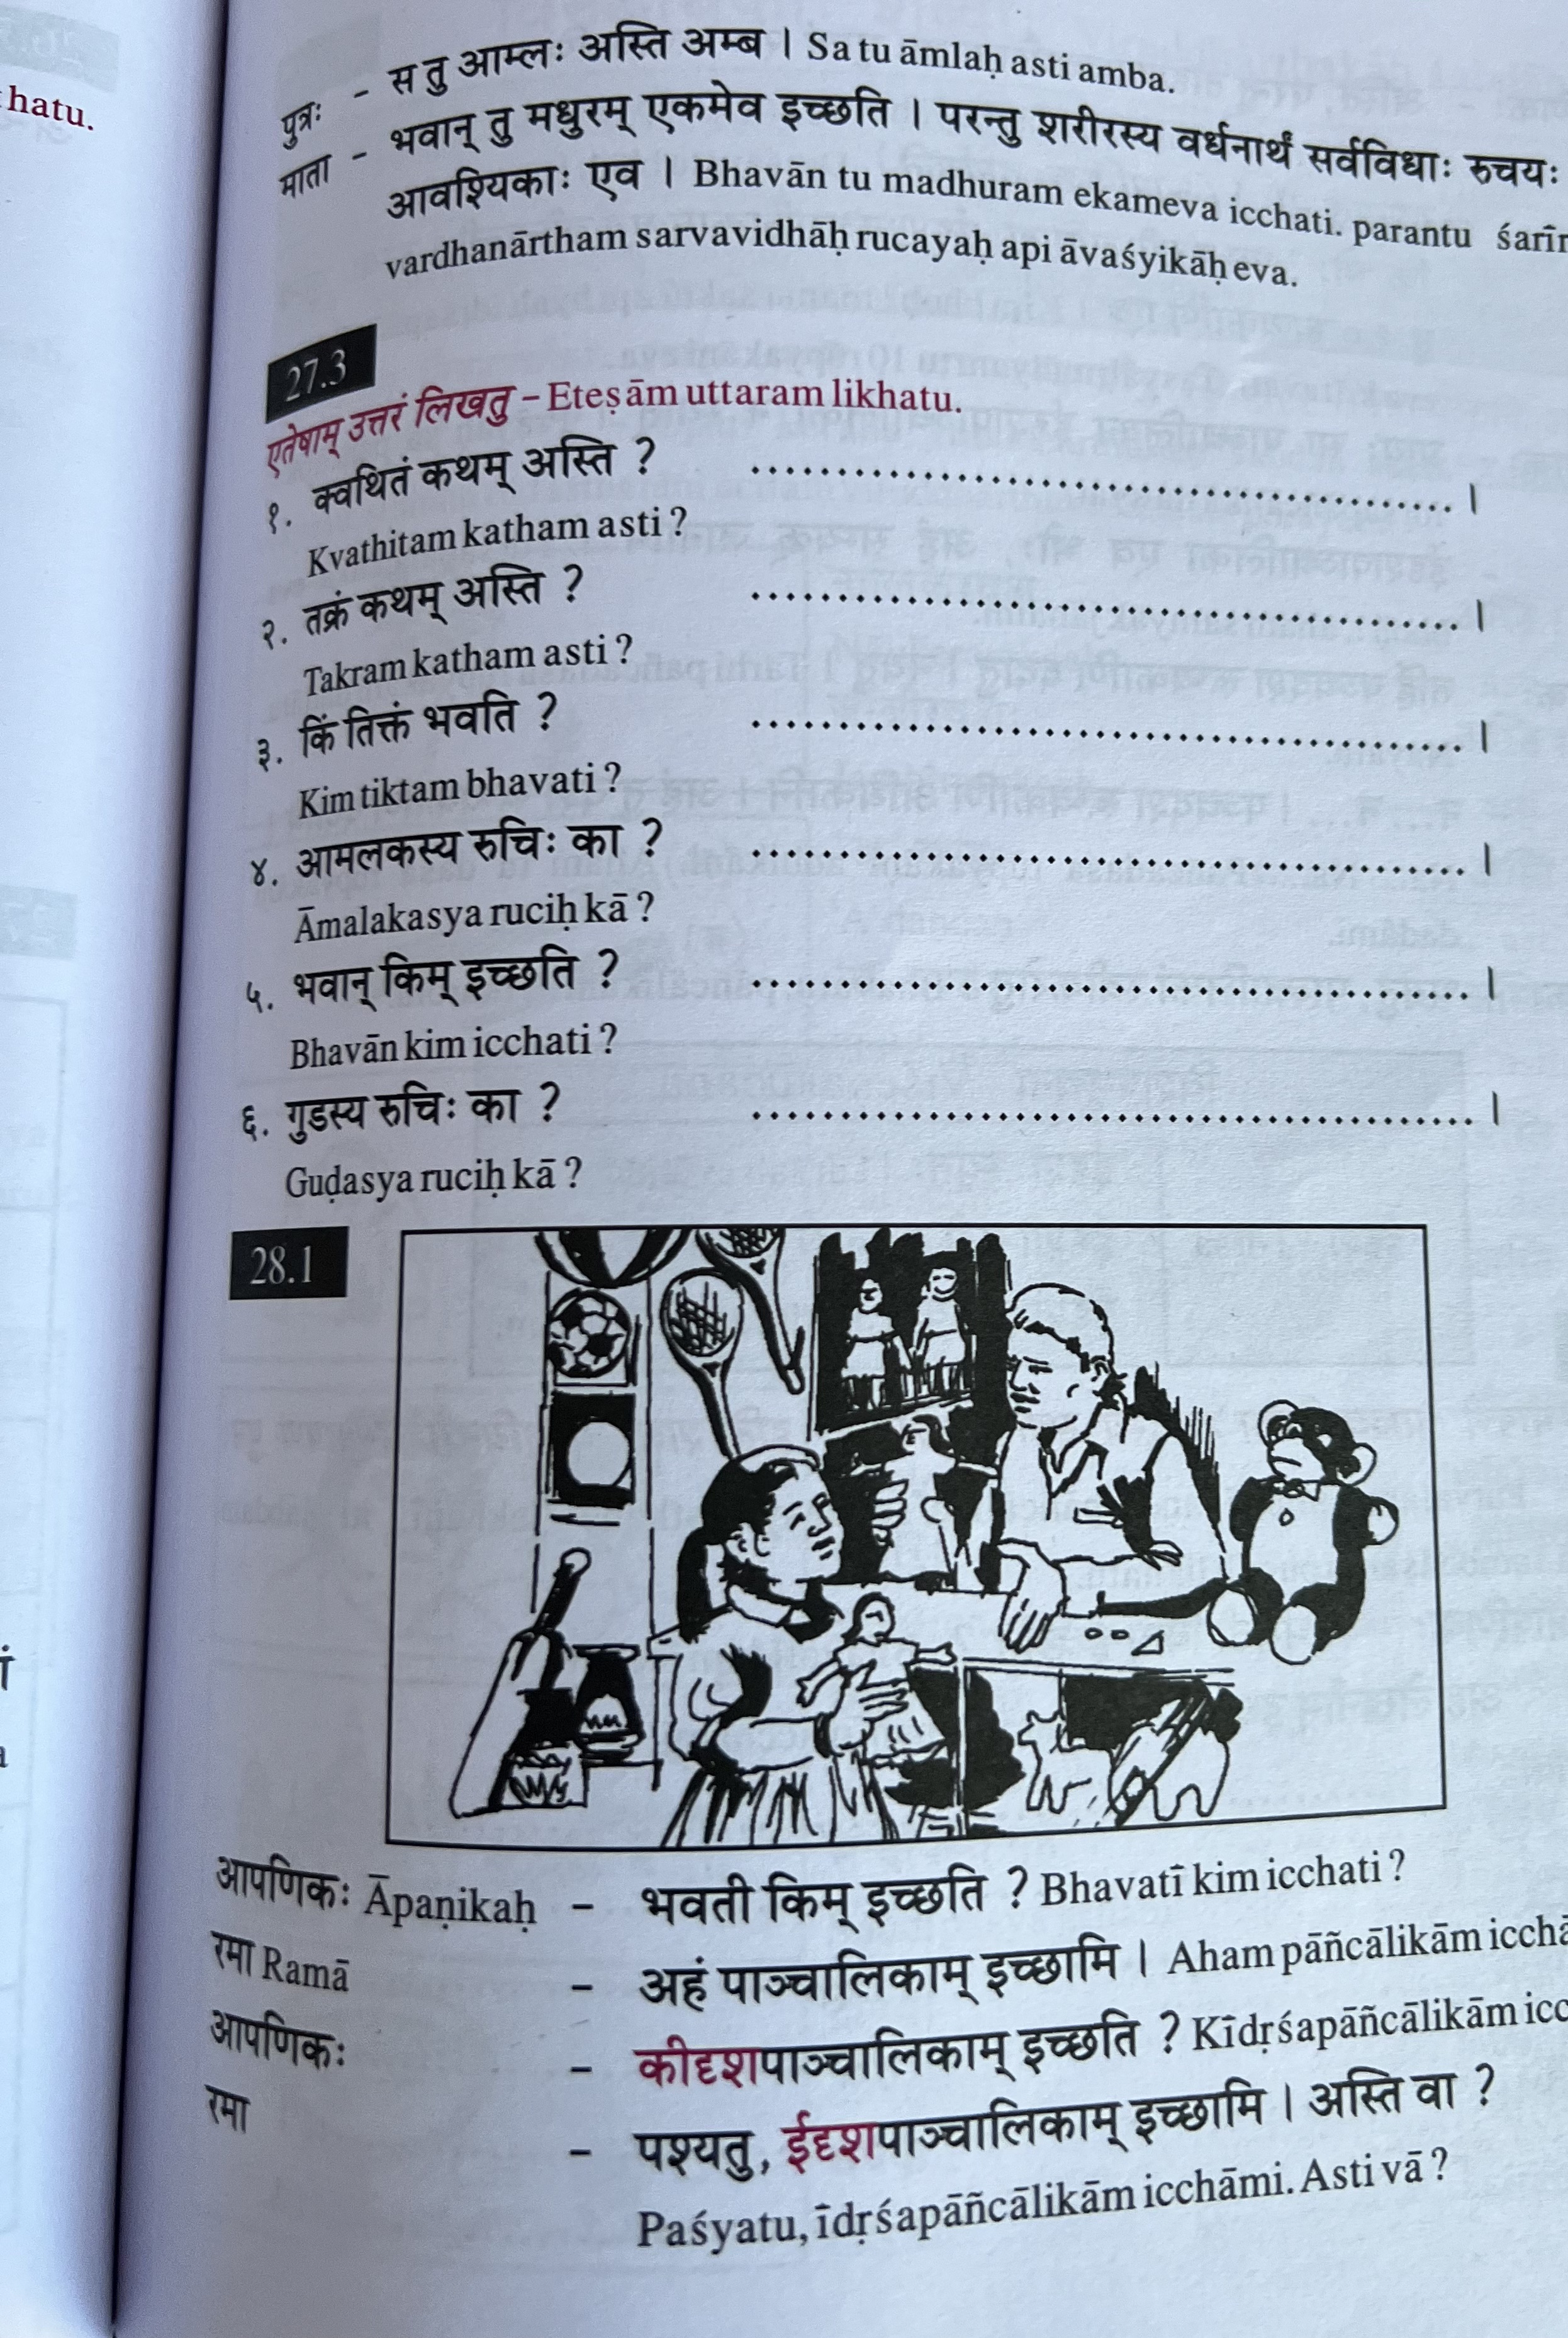 hatu.
पुत्रः - स तु आम्लः अस्ति अम्ब । Sa tu āmlaḥ asti amba.
माता - भवान् तु मधुरम् एकमेव इच्छति । परन्तु शरीरस्य वर्धनार्थं सर्वविधाः रुचयः
आवश्यिकाः एव । Bhavān tu madhuram ekameva icchati. parantu śarīr
vardhanārtham sarvavidhāḥ rucayaḥ api āvaśyikāḥ eva.
27.3
एतेषाम् उत्तरं लिखतु – Eteṣām uttaram likhatu.
१. क्वथितं कथम् अस्ति ? .................................................. ।
Kvathitam katham asti ?
२. तक्रं कथम् अस्ति ? .................................................. ।
Takram katham asti ?
३. किं तिक्तं भवति ? .................................................. ।
Kim tiktam bhavati ?
४. आमलकस्य रुचिः का ? .................................................. ।
Āmalakasya ruciḥ kā ?
५. भवान् किम् इच्छति ? .................................................. ।
Bhavān kim icchati ?
६. गुडस्य रुचिः का ? .................................................. ।
Guḍasya ruciḥ kā ?
28.1
आपणिकः Āpaṇikaḥ - भवती किम् इच्छति ? Bhavatī kim icchati ?
रमा Ramā - अहं पाञ्चालिकाम् इच्छामि । Aham pāñcālikām icchā
आपणिकः - कीदृशपाञ्चालिकाम् इच्छति ? Kīdṛśapāñcālikām icc
रमा - पश्यतु, ईदृशपाञ्चालिकाम् इच्छामि । अस्ति वा ?
Paśyatu, īdṛśapāñcālikām icchāmi. Asti vā ?